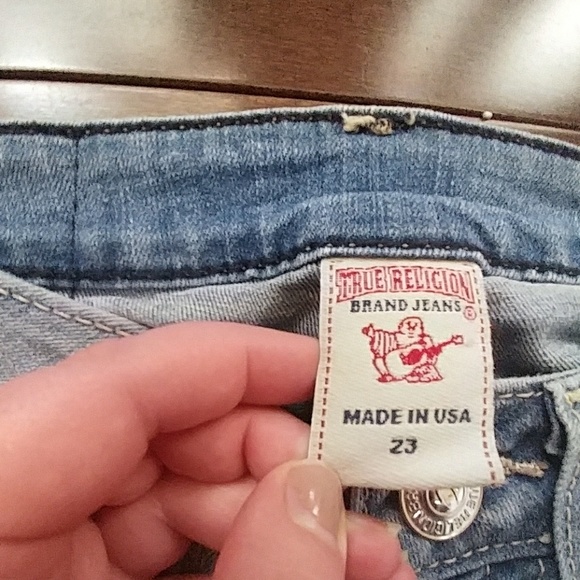 TRUE RELIGION
BRAND JEANS®
MADE IN USA
23